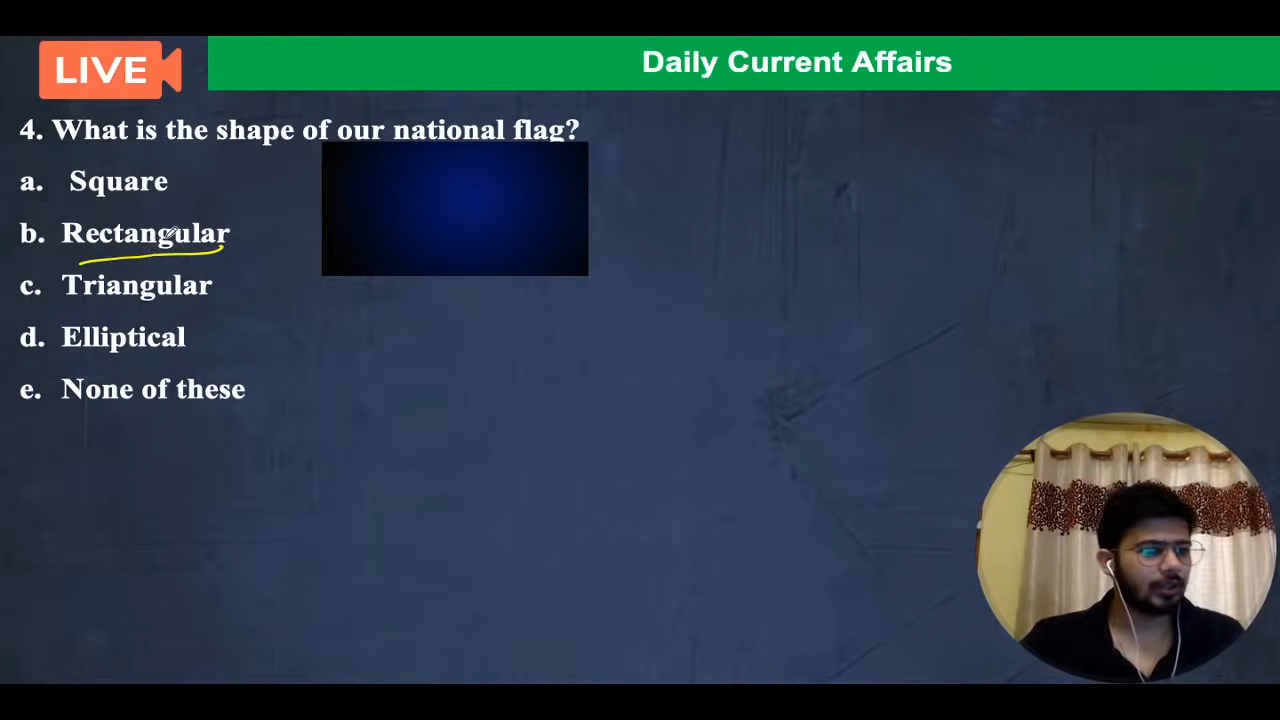 LIVE
Daily Current Affairs
4. What is the shape of our national flag?
a. Square
b. Rectangular
c. Triangular
d. Elliptical
e. None of these